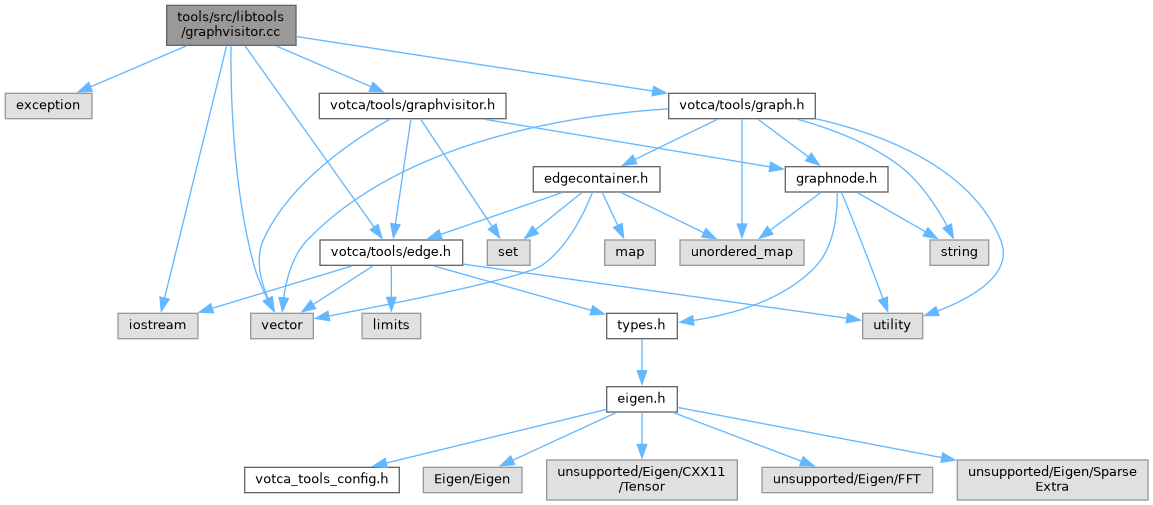 tools/src/libtools
/graphvisitor.cc
exception
votca/tools/graphvisitor.h
votca/tools/graph.h
edgecontainer.h
graphnode.h
votca/tools/edge.h
set
map
unordered_map
string
iostream
vector
limits
types.h
utility
eigen.h
votca_tools_config.h
Eigen/Eigen
unsupported/Eigen/CXX11
/Tensor
unsupported/Eigen/FFT
unsupported/Eigen/Sparse
Extra